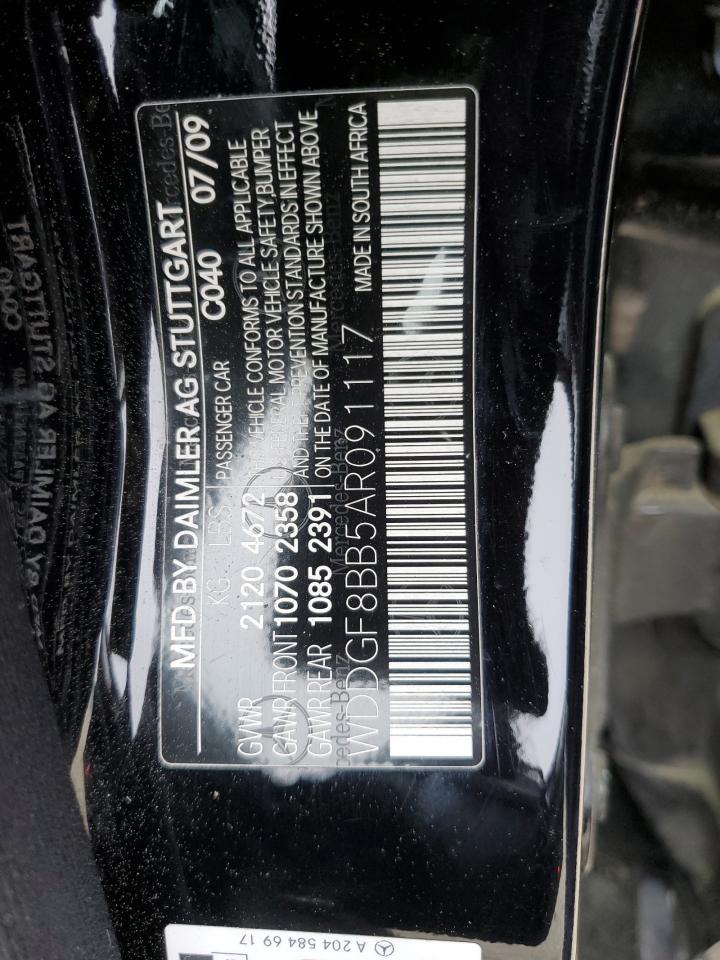 MFD.BY DAIMLER AG STUTTGART
C040 07/09
KG LBS PASSENGER CAR
GVWR 2120 4672 THIS VEHICLE CONFORMS TO ALL APPLICABLE
GAWR FRONT 1070 2358 FEDERAL MOTOR VEHICLE SAFETY BUMPER
GAWR REAR 1085 2391 AND THEFT PREVENTION STANDARDS IN EFFECT
ON THE DATE OF MANUFACTURE SHOWN ABOVE
WDDGF8BB5AR091117 MADE IN SOUTH AFRICA
A 204 584 69 17